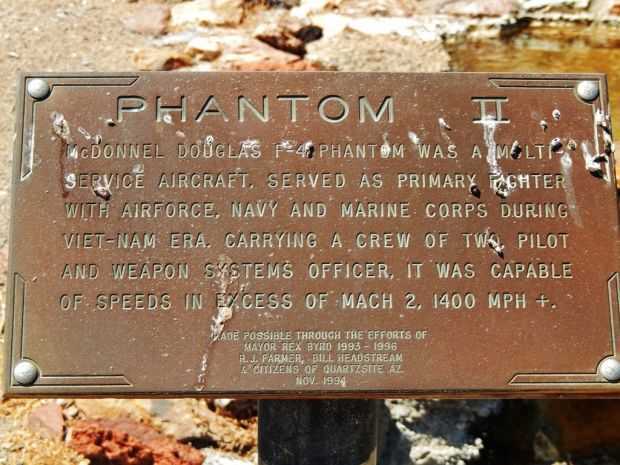 PHANTOM II
McDONNEL DOUGLAS F-4 PHANTOM WAS A MULTI-
SERVICE AIRCRAFT, SERVED AS PRIMARY FIGHTER
WITH AIRFORCE, NAVY AND MARINE CORPS DURING
VIET-NAM ERA. CARRYING A CREW OF TWO, PILOT
AND WEAPON SYSTEMS OFFICER, IT WAS CAPABLE
OF SPEEDS IN EXCESS OF MACH 2, 1400 MPH +.
MADE POSSIBLE THROUGH THE EFFORTS OF
MAYOR REX BYRD 1993 - 1996
R.J. FARMER, BILL HEADSTREAM
& CITIZENS OF QUARTZSITE AZ.
NOV. 1994